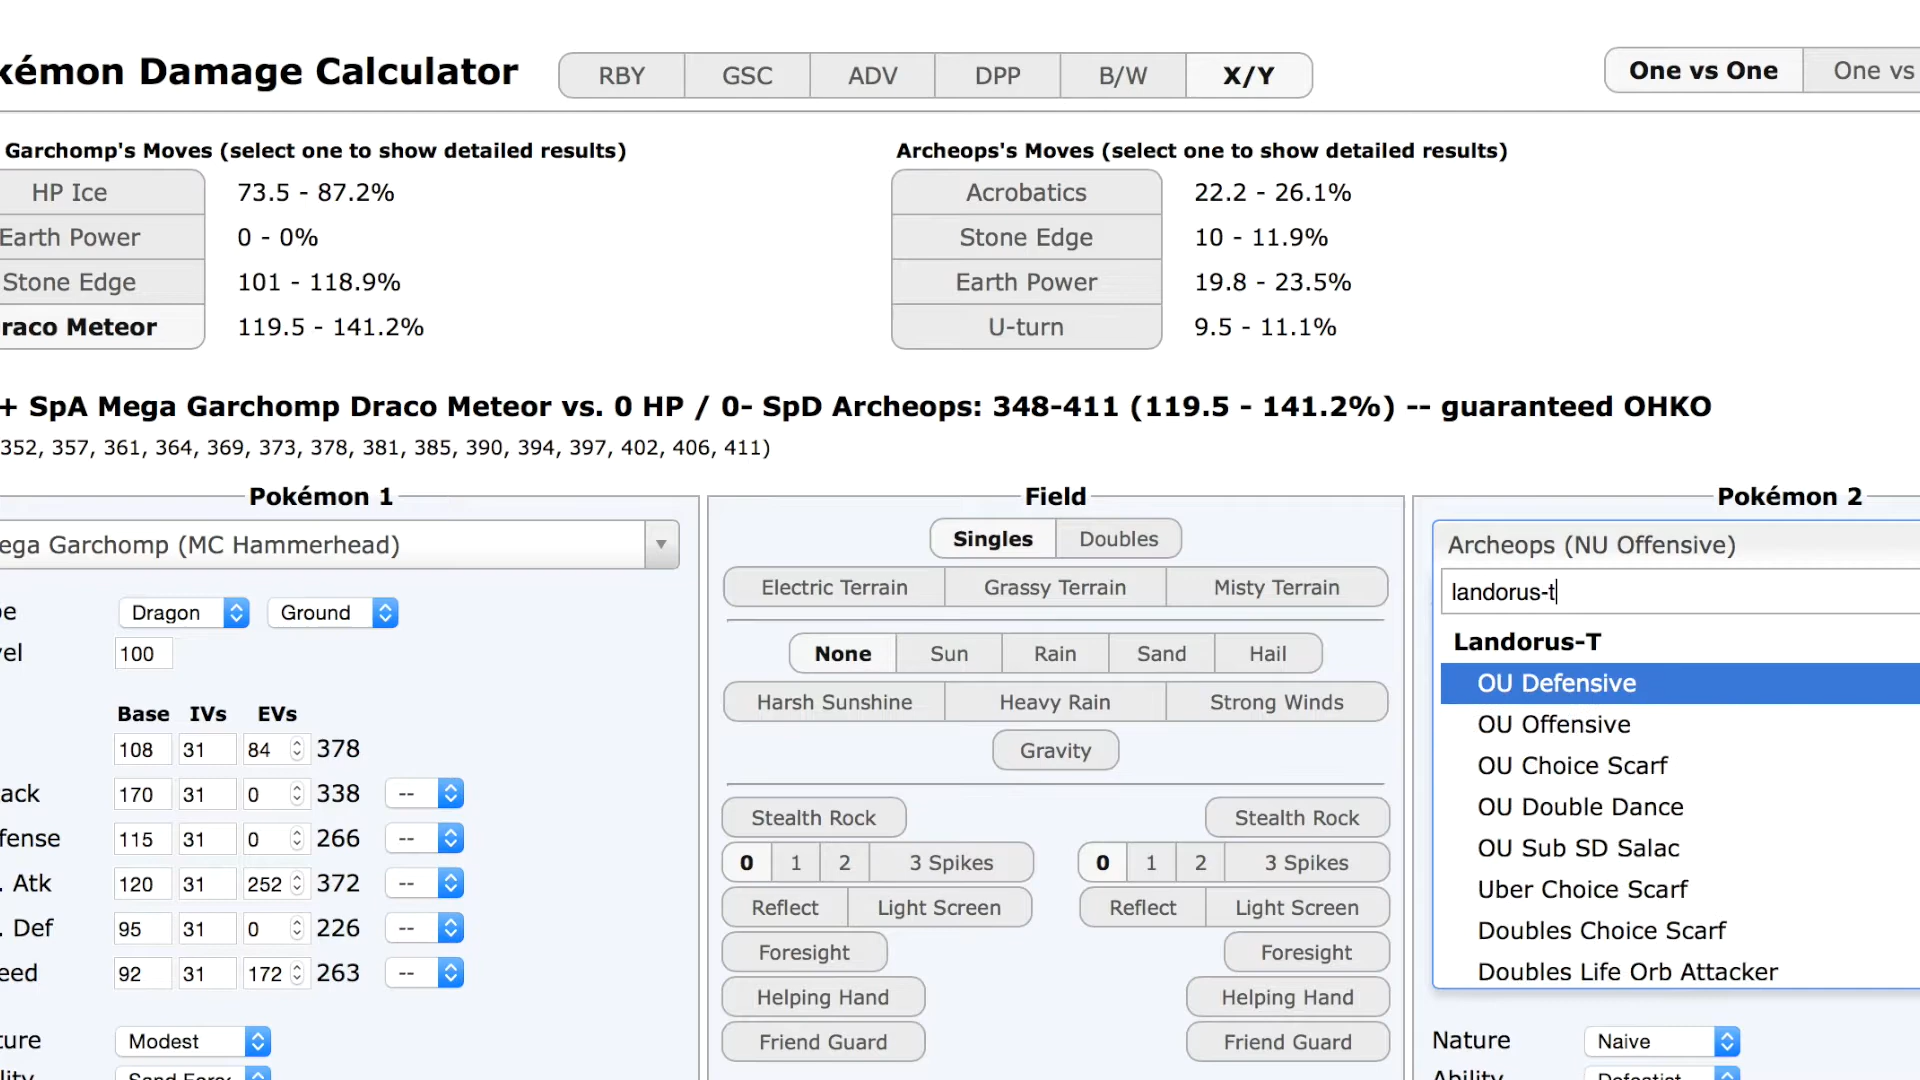 kémon Damage Calculator RBY GSC ADV DPP B/W X/Y One vs One One vs
Garchomp's Moves (select one to show detailed results)
HP Ice 73.5 - 87.2%
Earth Power 0 - 0%
Stone Edge 101 - 118.9%
raco Meteor 119.5 - 141.2%
Archeops's Moves (select one to show detailed results)
Acrobatics 22.2 - 26.1%
Stone Edge 10 - 11.9%
Earth Power 19.8 - 23.5%
U-turn 9.5 - 11.1%
+ SpA Mega Garchomp Draco Meteor vs. 0 HP / 0- SpD Archeops: 348-411 (119.5 - 141.2%) -- guaranteed OHKO
352, 357, 361, 364, 369, 373, 378, 381, 385, 390, 394, 397, 402, 406, 411)
Pokémon 1
ega Garchomp (MC Hammerhead)
pe Dragon Ground
vel 100
Base IVs EVs
108 31 84 378
ack 170 31 0 338 --
fense 115 31 0 266 --
. Atk 120 31 252 372 --
. Def 95 31 0 226 --
eed 92 31 172 263 --
ture Modest
Field
Singles Doubles
Electric Terrain Grassy Terrain Misty Terrain
None Sun Rain Sand Hail
Harsh Sunshine Heavy Rain Strong Winds
Gravity
Stealth Rock Stealth Rock
0 1 2 3 Spikes 0 1 2 3 Spikes
Reflect Light Screen Reflect Light Screen
Foresight Foresight
Helping Hand Helping Hand
Friend Guard Friend Guard
Pokémon 2
Archeops (NU Offensive)
landorus-t
Landorus-T
OU Defensive
OU Offensive
OU Choice Scarf
OU Double Dance
OU Sub SD Salac
Uber Choice Scarf
Doubles Choice Scarf
Doubles Life Orb Attacker
Nature Naive